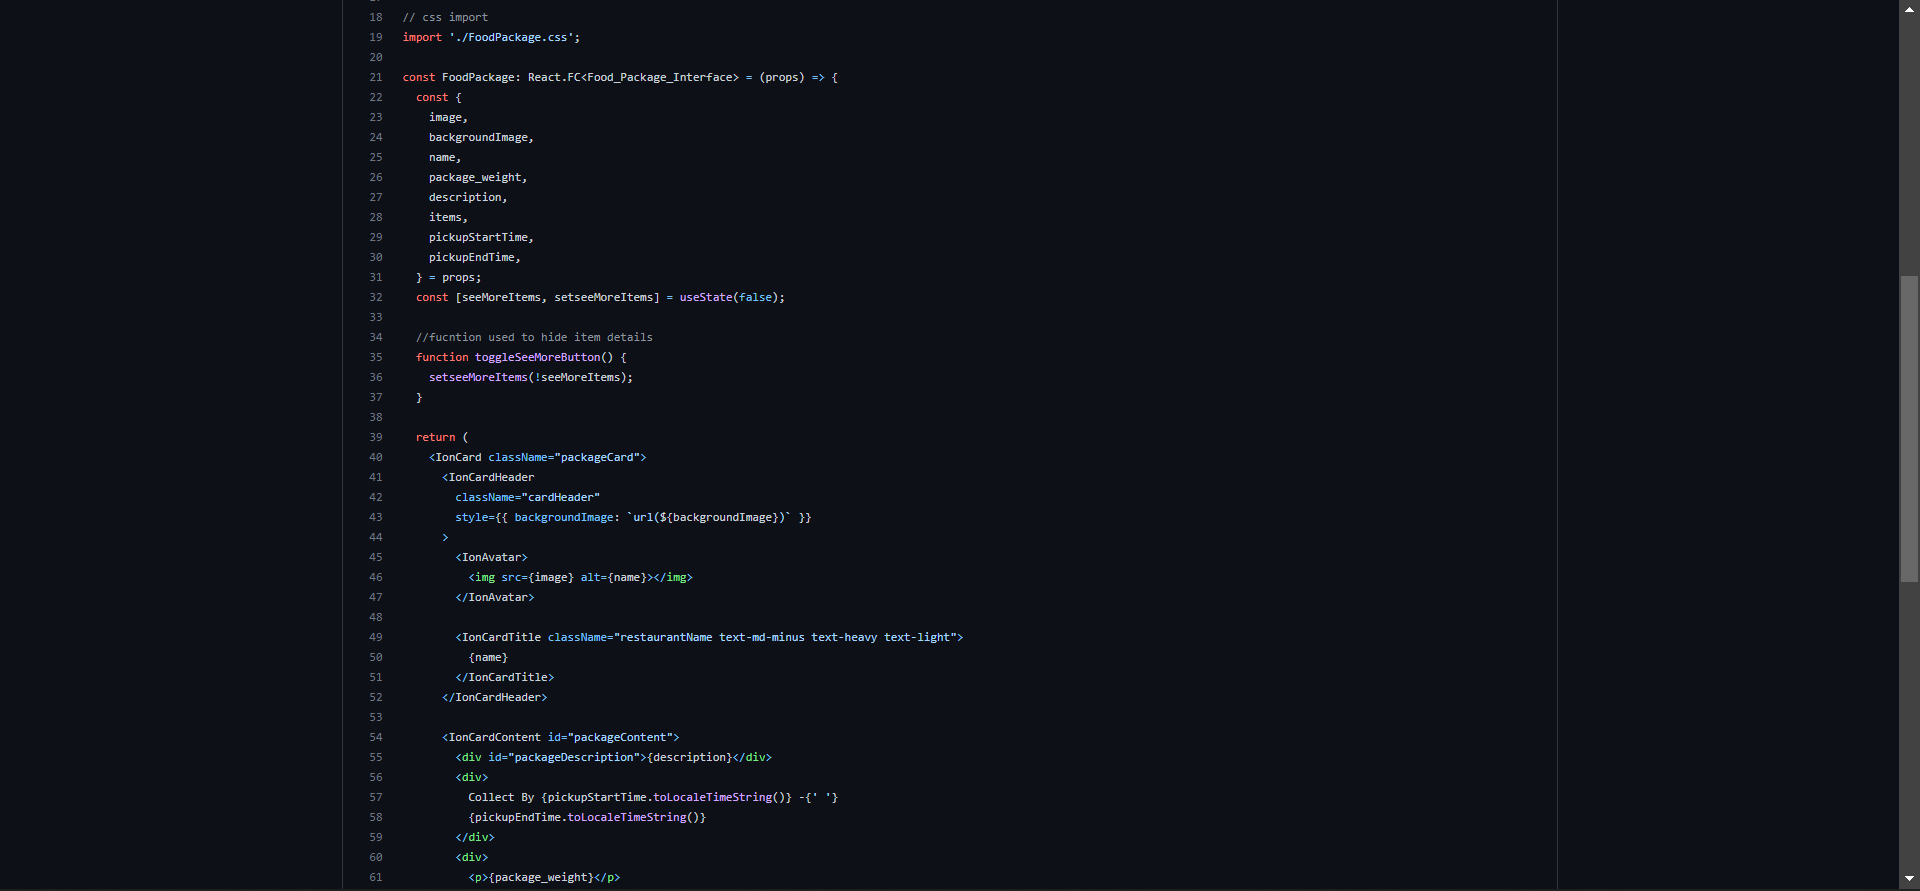 18 // css import
19 import './FoodPackage.css';
20
21 const FoodPackage: React.FC<Food_Package_Interface> = (props) => {
22   const {
23     image,
24     backgroundImage,
25     name,
26     package_weight,
27     description,
28     items,
29     pickupStartTime,
30     pickupEndTime,
31   } = props;
32   const [seeMoreItems, setseeMoreItems] = useState(false);
33
34   //fucntion used to hide item details
35   function toggleSeeMoreButton() {
36     setseeMoreItems(!seeMoreItems);
37   }
38
39   return (
40     <IonCard className="packageCard">
41       <IonCardHeader
42         className="cardHeader"
43         style={{ backgroundImage: `url(${backgroundImage})` }}
44       >
45         <IonAvatar>
46           <img src={image} alt={name}></img>
47         </IonAvatar>
48
49         <IonCardTitle className="restaurantName text-md-minus text-heavy text-light">
50           {name}
51         </IonCardTitle>
52       </IonCardHeader>
53
54       <IonCardContent id="packageContent">
55         <div id="packageDescription">{description}</div>
56         <div>
57           Collect By {pickupStartTime.toLocaleTimeString()} -{' '}
58           {pickupEndTime.toLocaleTimeString()}
59         </div>
60         <div>
61           <p>{package_weight}</p>